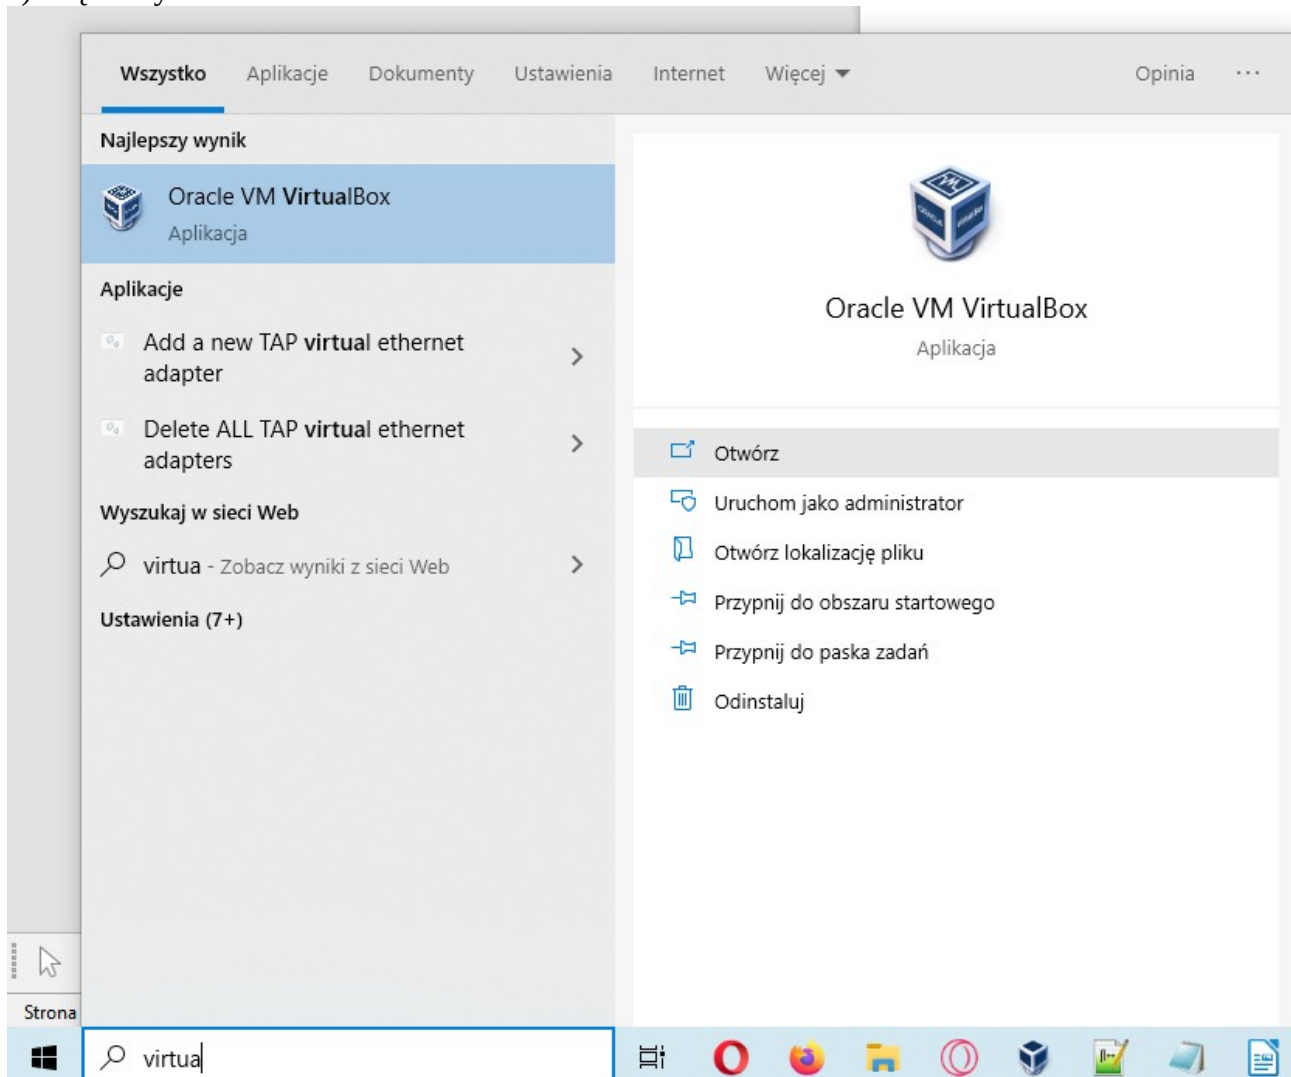 Wszystko Aplikacje Dokumenty Ustawienia Internet Więcej Opinia ...
Najlepszy wynik
Oracle VM VirtualBox
Aplikacja
Aplikacje
Add a new TAP virtual ethernet
adapter
Delete ALL TAP virtual ethernet
adapters
Wyszukaj w sieci Web
virtua - Zobacz wyniki z sieci Web
Ustawienia (7+)
Oracle VM VirtualBox
Aplikacja
Otwórz
Uruchom jako administrator
Otwórz lokalizację pliku
Przypnij do obszaru startowego
Przypnij do paska zadań
Odinstaluj
Strona
virtua